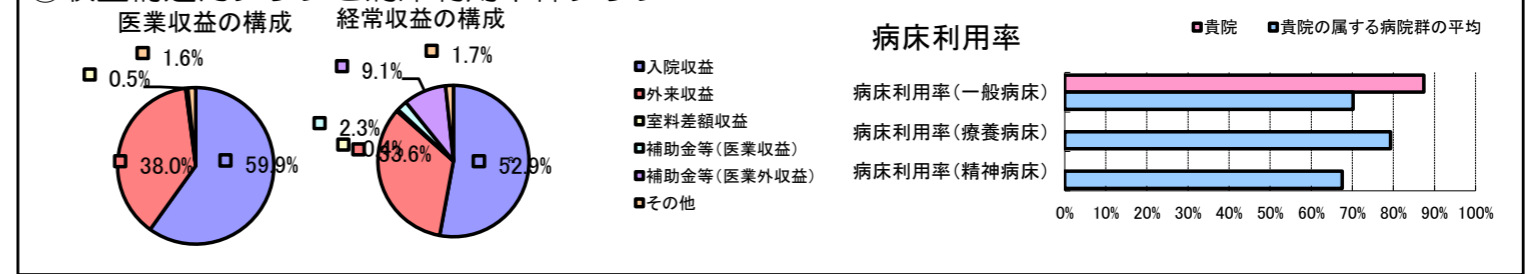 医業収益の構成
1.6%
0.5%
38.0%
59.9%
経常収益の構成
1.7%
9.1%
2.3%
0.4%
33.6%
52.9%
入院収益
外来収益
室料差額収益
補助金等(医業収益)
補助金等(医業外収益)
その他
病床利用率
貴院
貴院の属する病院群の平均
病床利用率(一般病床)
病床利用率(療養病床)
病床利用率(精神病床)
0% 10% 20% 30% 40% 50% 60% 70% 80% 90% 100%